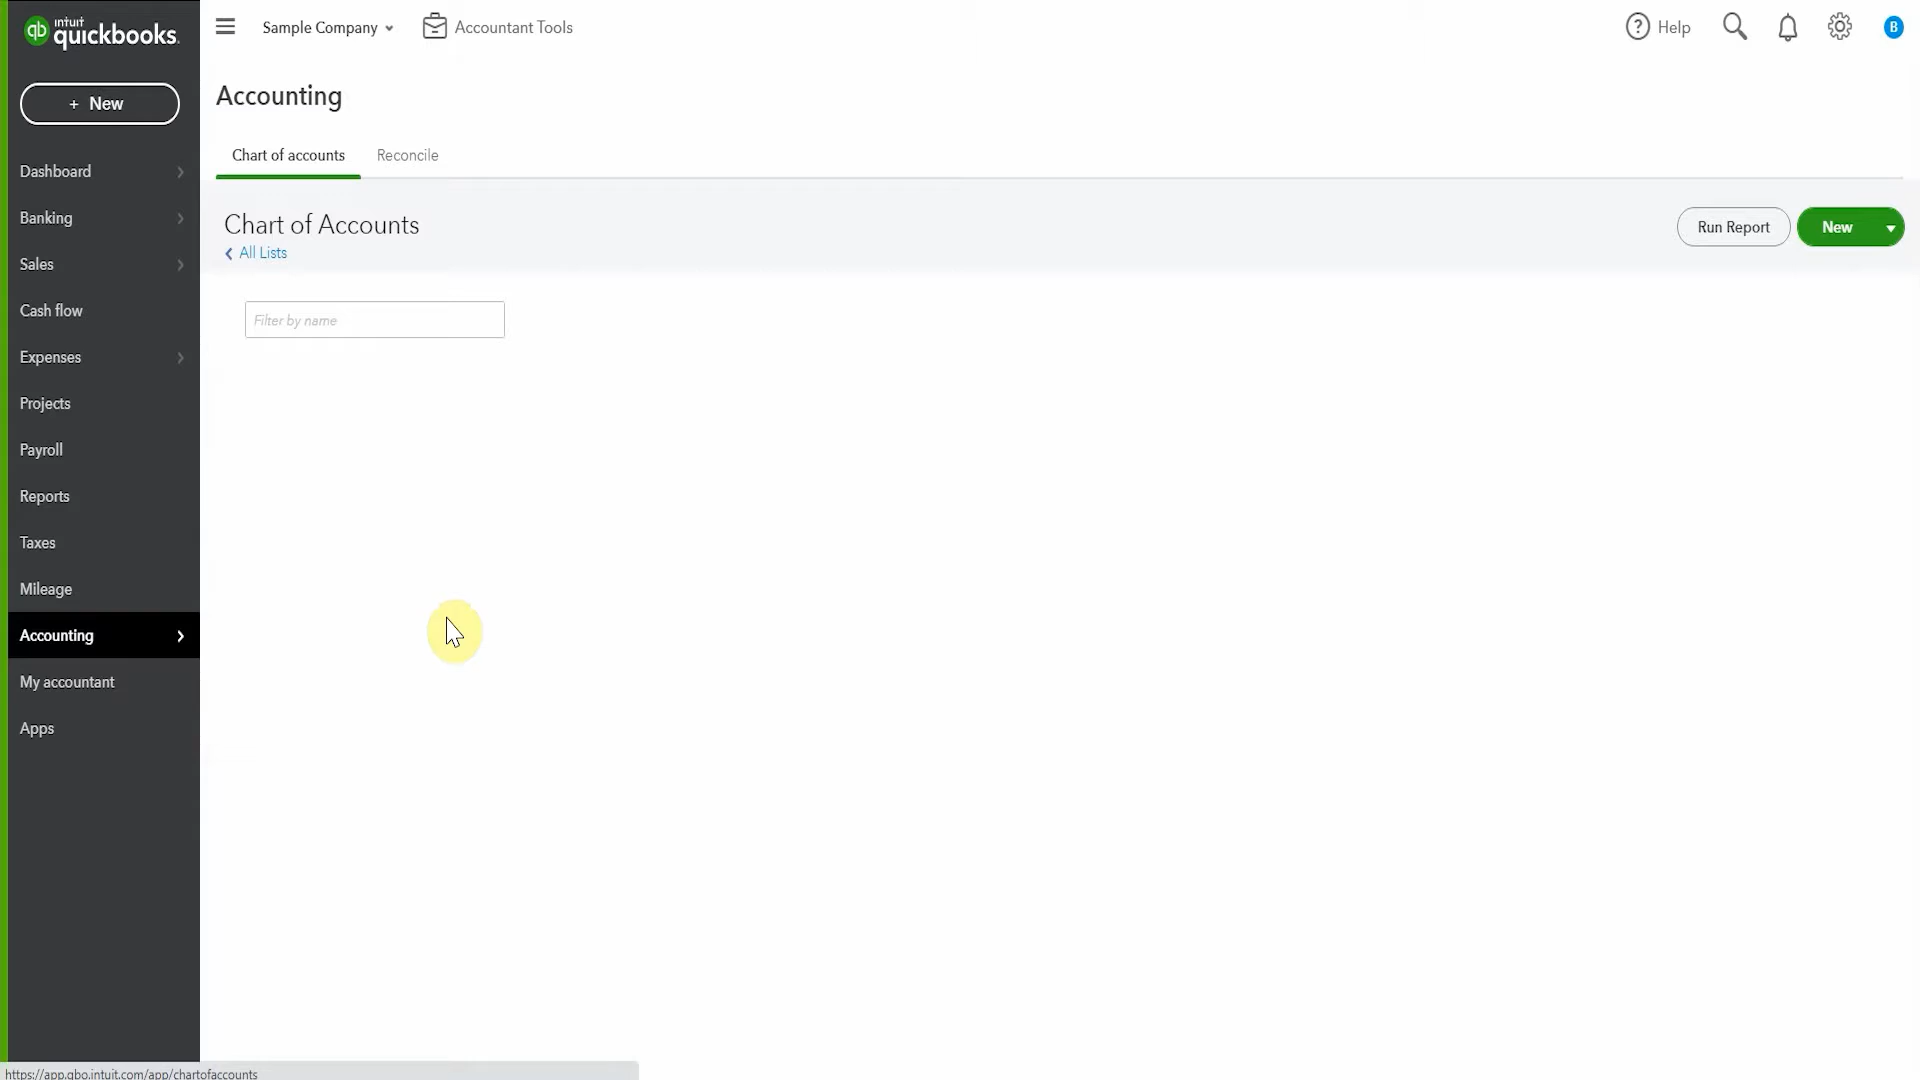 intuit
quickbooks.
Sample Company
Accountant Tools
Help
B
+ New
Accounting
Chart of accounts
Reconcile
Dashboard
Banking
Sales
Cash flow
Expenses
Projects
Payroll
Reports
Taxes
Mileage
Accounting
My accountant
Apps
Chart of Accounts
All Lists
Run Report
New
Filter by name
https://app.qbo.intuit.com/app/chartofaccounts